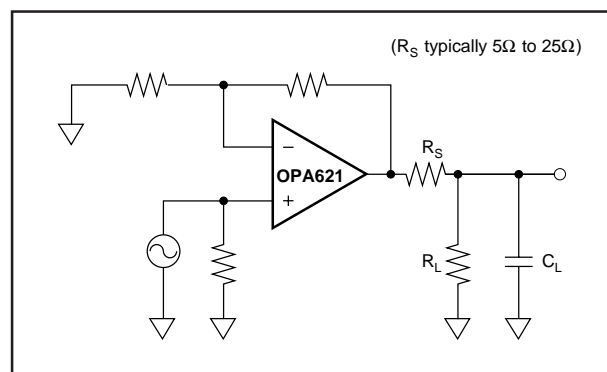 (RS typically 5Ω to 25Ω)
−
OPA621
+
RS
RL
CL